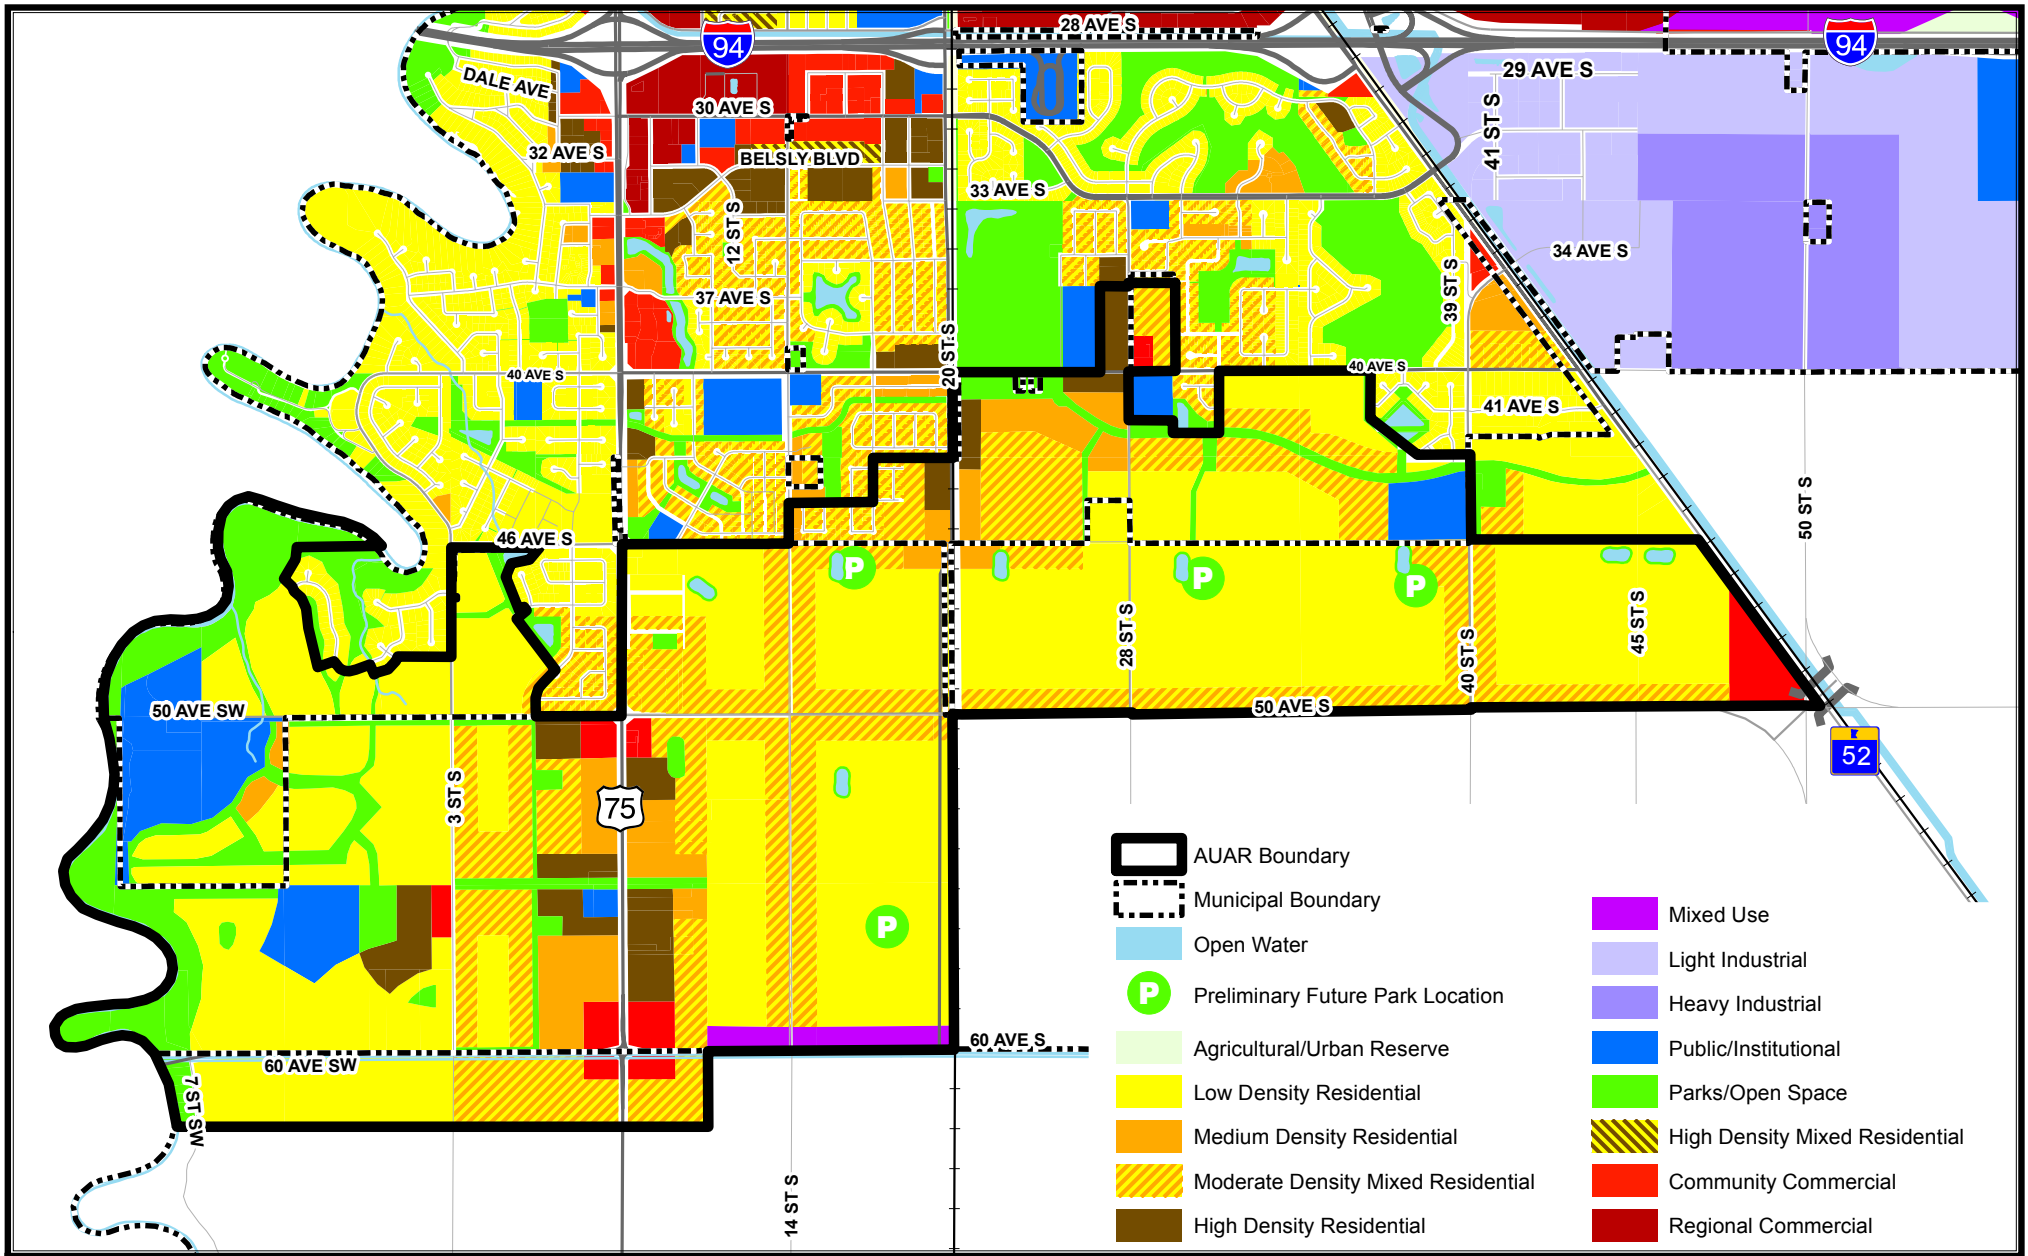 28 AVE S
94
94
DALE AVE
29 AVE S
30 AVE S
41 ST S
32 AVE S
BELSLY BLVD
33 AVE S
12 ST S
34 AVE S
37 AVE S
39 ST S
20 ST S
40 AVE S
40 AVE S
41 AVE S
50 ST S
46 AVE S
P
P
P
28 ST S
40 ST S
45 ST S
50 AVE SW
50 AVE S
52
3 ST S
75
P
60 AVE S
60 AVE SW
7 ST SW
14 ST S
AUAR Boundary
Municipal Boundary
Open Water
P
Preliminary Future Park Location
Agricultural/Urban Reserve
Low Density Residential
Medium Density Residential
Moderate Density Mixed Residential
High Density Residential
Mixed Use
Light Industrial
Heavy Industrial
Public/Institutional
Parks/Open Space
High Density Mixed Residential
Community Commercial
Regional Commercial